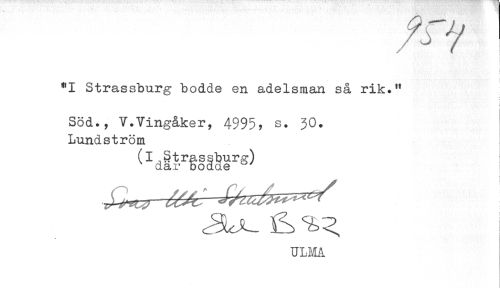 954
"I Strassburg bodde en adelsman så rik."
Söd., V.Vingåker, 4995, s. 30.
Lundström
(I Strassburg)
där bodde
Svas Uti Stralsund
Skl B 82
ULMA